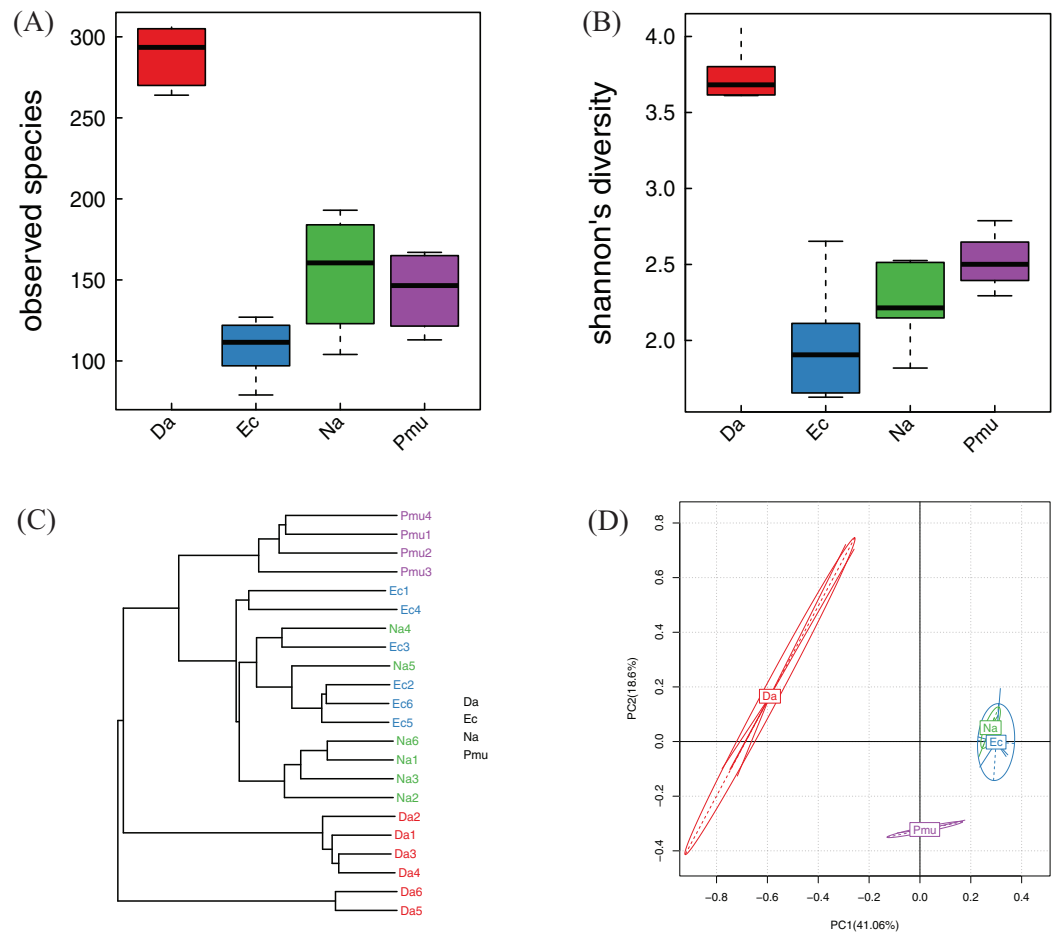 (A)
observed species
300
250
200
150
100
Da
Ec
Na
Pmu
(B)
shannon's diversity
4.0
3.5
3.0
2.5
2.0
Da
Ec
Na
Pmu
(C)
Pmu4
Pmu1
Pmu2
Pmu3
Ec1
Ec4
Na4
Ec3
Na5
Ec2
Ec6
Ec5
Na6
Na1
Na3
Na2
Da2
Da1
Da3
Da4
Da6
Da5
Da
Ec
Na
Pmu
(D)
PC2(18.6%)
0.8
0.6
0.4
0.2
0.0
−0.2
−0.4
Da
Na
Ec
Pmu
−0.8 −0.6 −0.4 −0.2 0.0 0.2 0.4
PC1(41.06%)